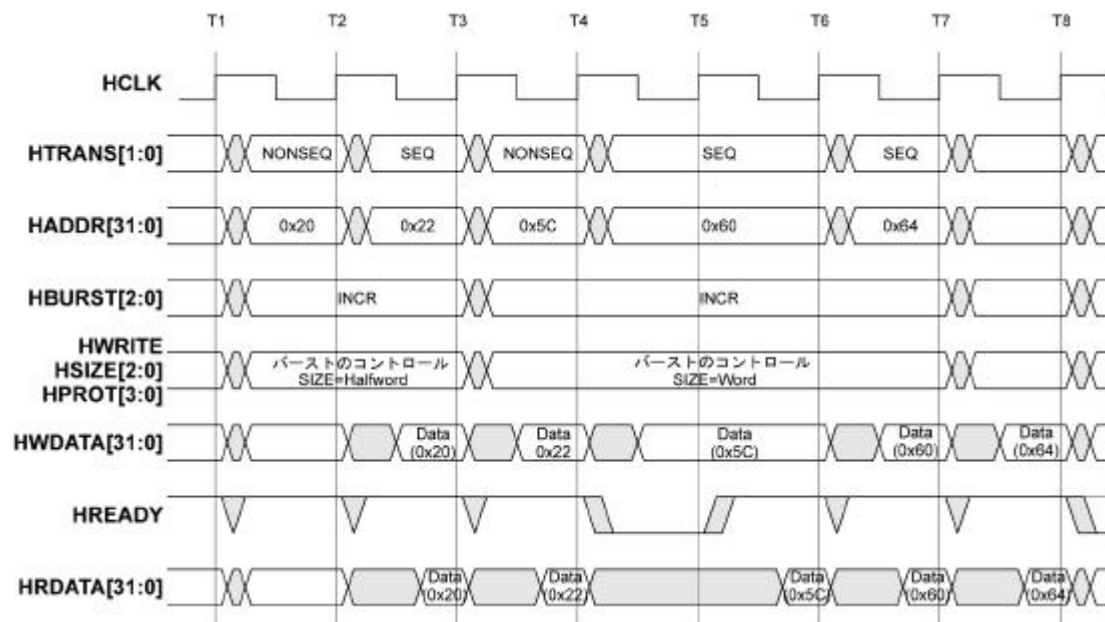 T1 T2 T3 T4 T5 T6 T7 T8
HCLK
HTRANS[1:0] NONSEQ SEQ NONSEQ SEQ SEQ
HADDR[31:0] 0x20 0x22 0x5C 0x60 0x64
HBURST[2:0] INCR INCR
HWRITE
HSIZE[2:0]
HPROT[3:0]
バーストのコントロール
SIZE=Halfword
バーストのコントロール
SIZE=Word
HWDATA[31:0]
Data
(0x20)
Data
0x22
Data
(0x5C)
Data
(0x60)
Data
(0x64)
HREADY
HRDATA[31:0]
Data
(0x20)
Data
(0x22)
Data
(0x5C)
Data
(0x60)
Data
(0x64)